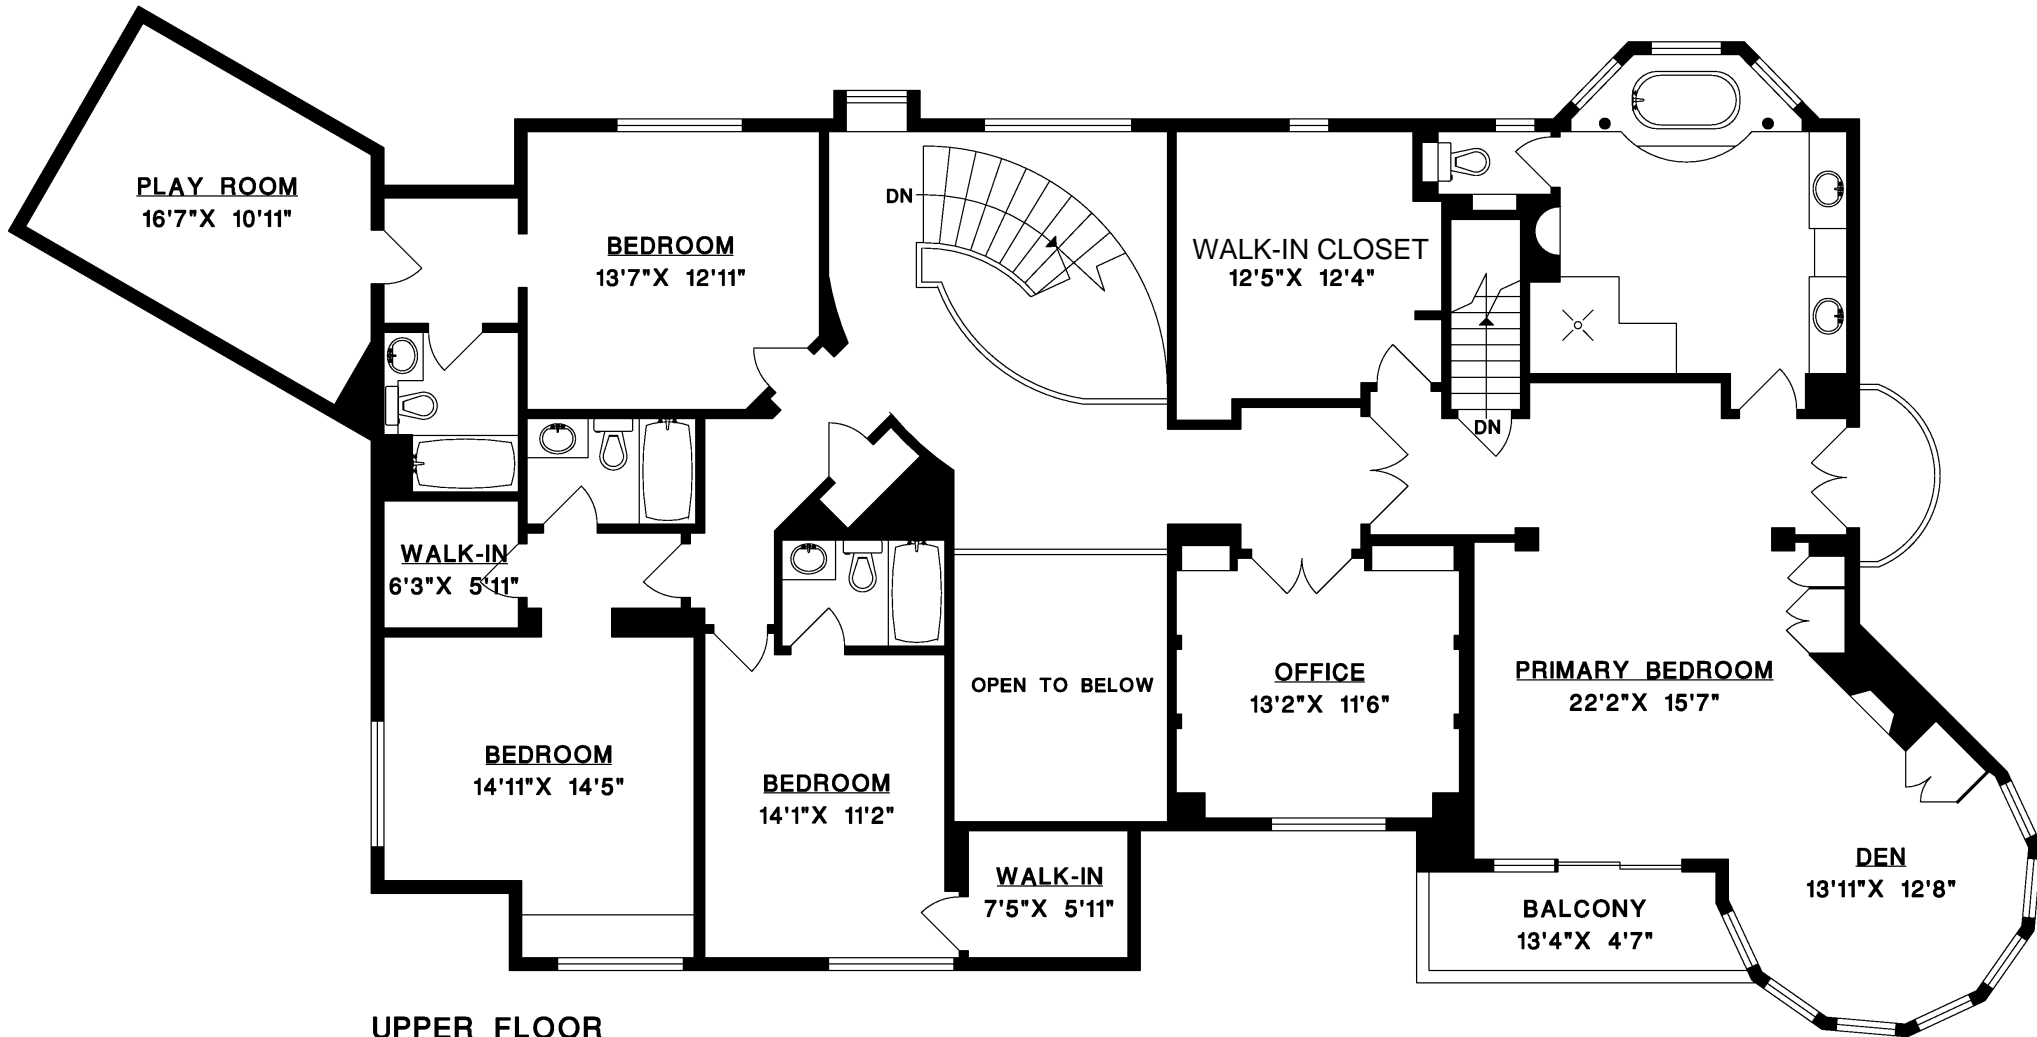 PLAY ROOM
16'7"X 10'11"
DN
BEDROOM
13'7"X 12'11"
WALK-IN CLOSET
12'5"X 12'4"
DN
WALK-IN
6'3"X 5'11"
OPEN TO BELOW
OFFICE
13'2"X 11'6"
PRIMARY BEDROOM
22'2"X 15'7"
BEDROOM
14'11"X 14'5"
BEDROOM
14'1"X 11'2"
WALK-IN
7'5"X 5'11"
DEN
13'11"X 12'8"
BALCONY
13'4"X 4'7"
UPPER FLOOR